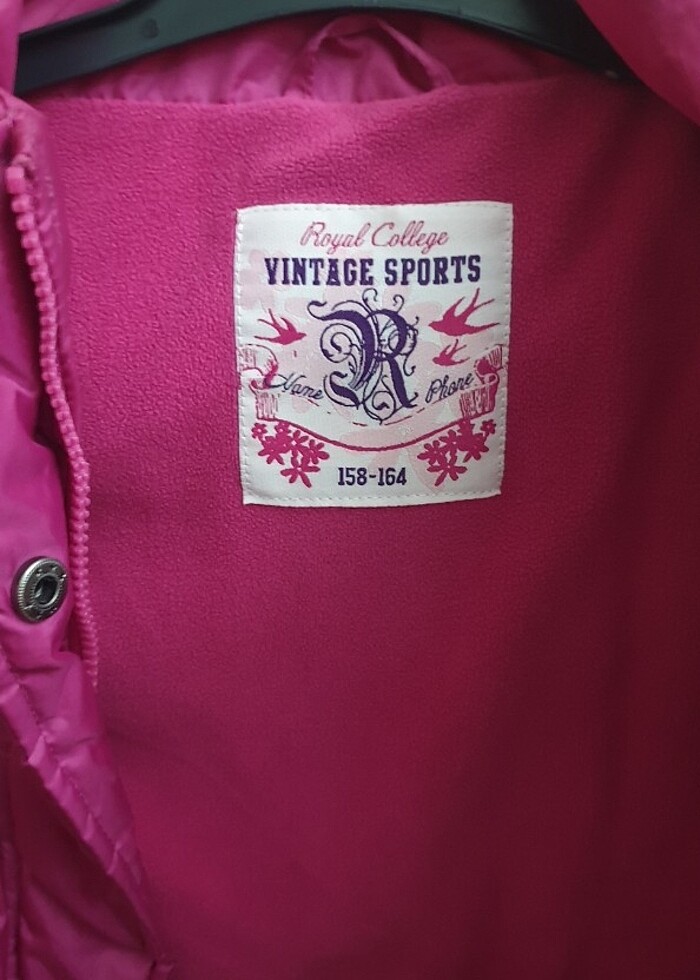 Royal College
VINTAGE SPORTS
R
Name Phone
158-164